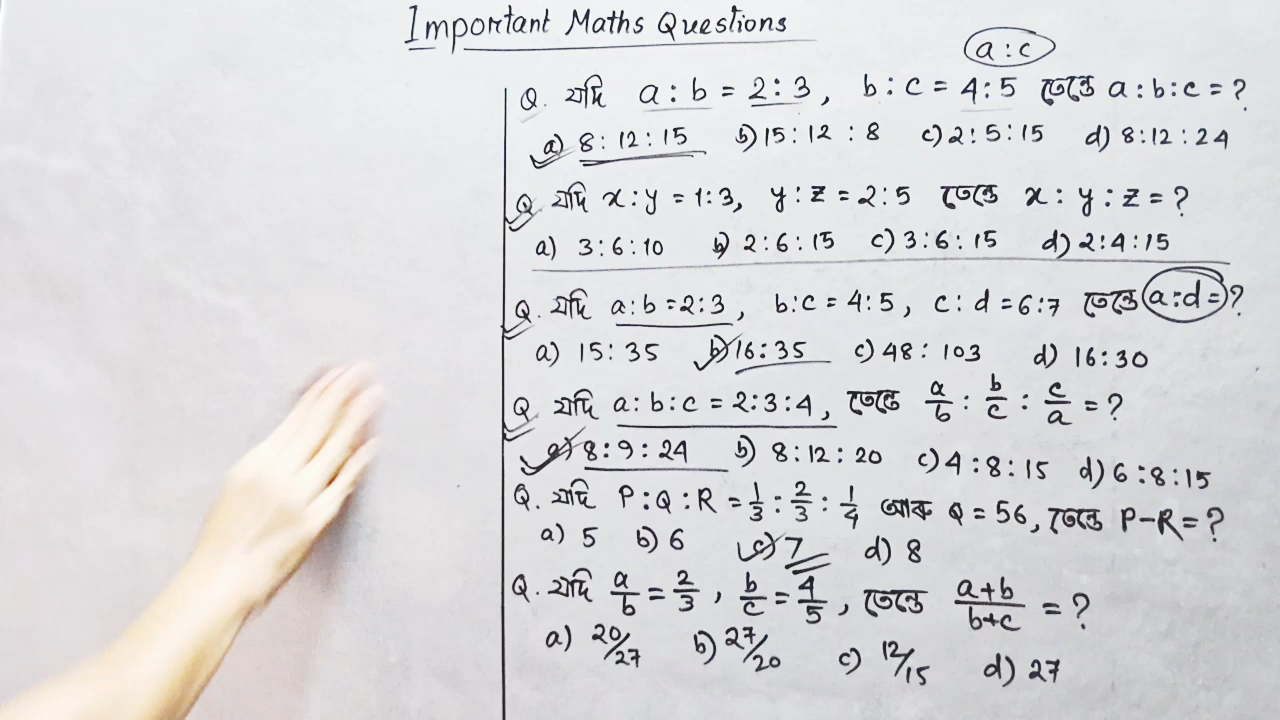 Important Maths Questions
a:c
Q. যদি a:b = 2:3, b:c = 4:5 তেন্তে a:b:c = ?
a) 8:12:15 b) 15:12:8 c) 2:5:15 d) 8:12:24
Q যদি x:y = 1:3, y:z = 2:5 তেন্তে x:y:z = ?
a) 3:6:10 b) 2:6:15 c) 3:6:15 d) 2:4:15
Q. যদি a:b = 2:3, b:c = 4:5, c:d = 6:7 তেন্তে a:d = ?
a) 15:35 b) 16:35 c) 48:103 d) 16:30
Q যদি a:b:c = 2:3:4, তেন্তে a/b : b/c : c/a = ?
a) 8:9:24 b) 8:12:20 c) 4:8:15 d) 6:8:15
Q. যদি P:Q:R = 1/3 : 2/3 : 1/4 আৰু Q = 56, তেন্তে P-R = ?
a) 5 b) 6 c) 7 d) 8
Q. যদি a/b = 2/3, b/c = 4/5, তেন্তে a+b/b+c = ?
a) 20/27 b) 27/20 c) 12/15 d) 27